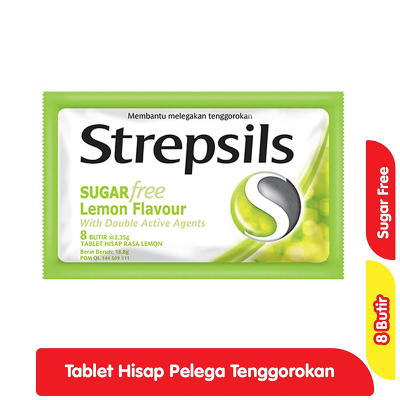 Membantu melegakan tenggorokan
Strepsils
SUGAR free
Lemon Flavour
With Double Active Agents
8 BUTIR @2,35g
TABLET HISAP RASA LEMON
Berat Bersih: 18.8g
POM QI. 144 509 111
Sugar Free
8 Butir
Tablet Hisap Pelega Tenggorokan